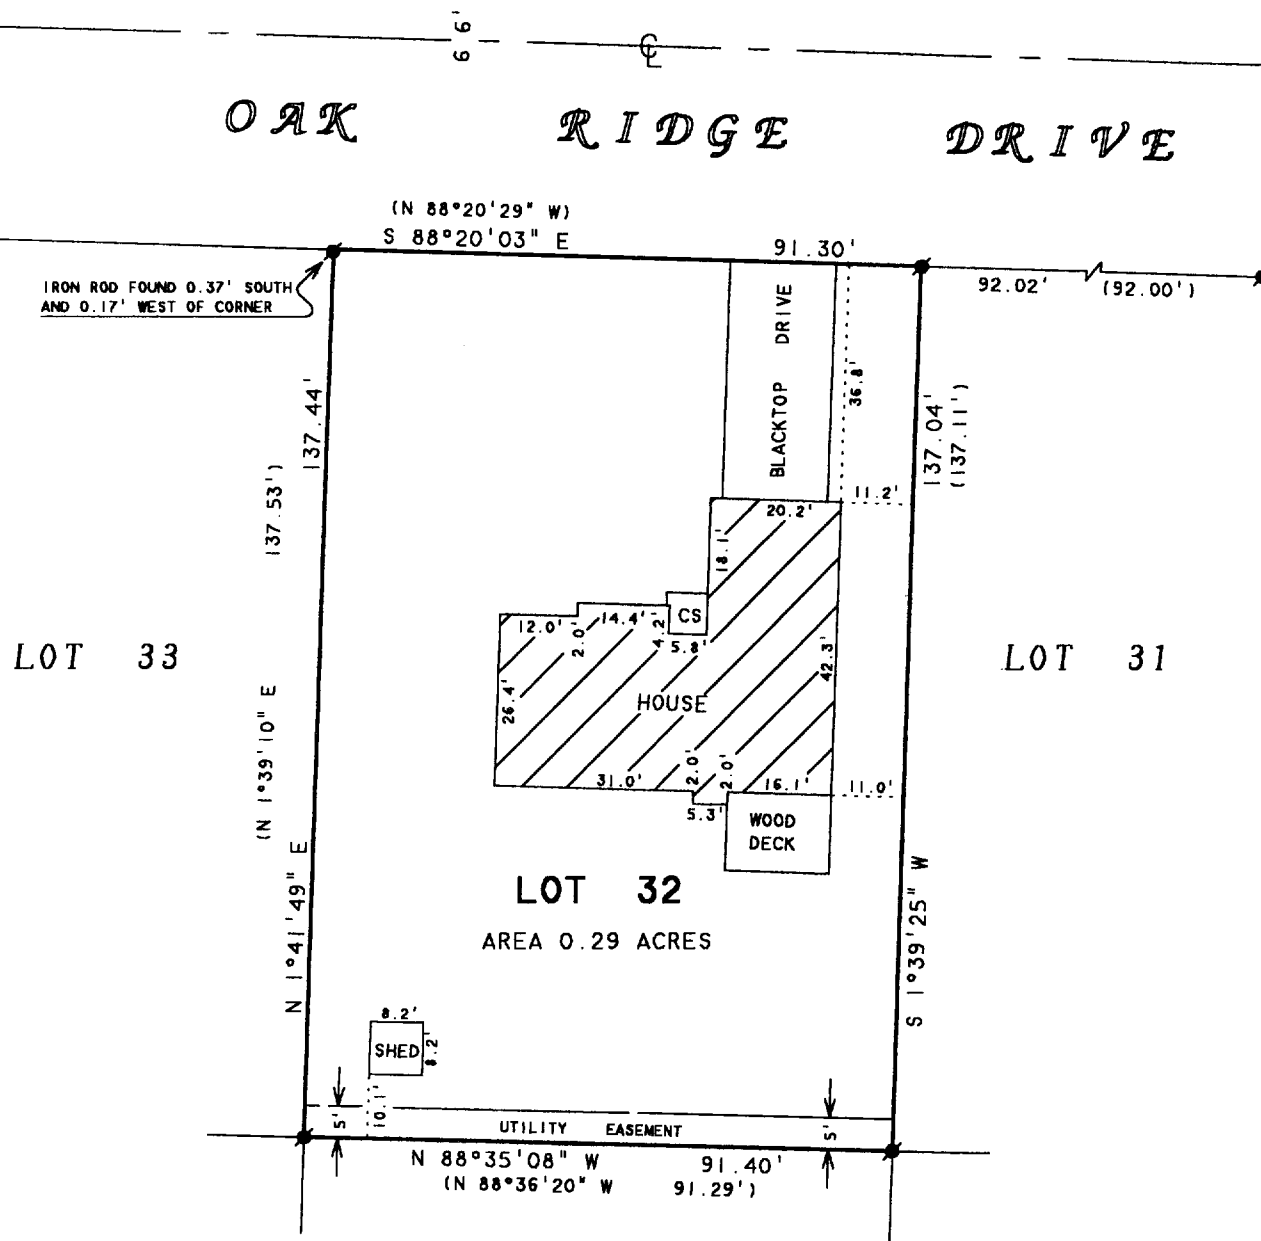 66'
℄
OAK RIDGE DRIVE
(N 88°20'29" W)
S 88°20'03" E 91.30'
IRON ROD FOUND 0.37' SOUTH
AND 0.17' WEST OF CORNER
92.02' (92.00')
BLACKTOP DRIVE
36.8'
137.44'
(137.53')
137.04'
(137.11')
11.2'
20.2'
18.1'
CS
12.0'
2.0'
14.4'
4.2'
5.8'
42.3'
LOT 33
LOT 31
26.4'
HOUSE
(N 1°39'10" E
N 1°41'49" E
31.0'
2.0'
2.0'
16.1'
11.0'
5.3'
WOOD
DECK
LOT 32
AREA 0.29 ACRES
S 1°39'25" W
8.2'
SHED
8.2'
10.1'
5'
UTILITY EASEMENT
5'
N 88°35'08" W 91.40'
(N 88°36'20" W 91.29')